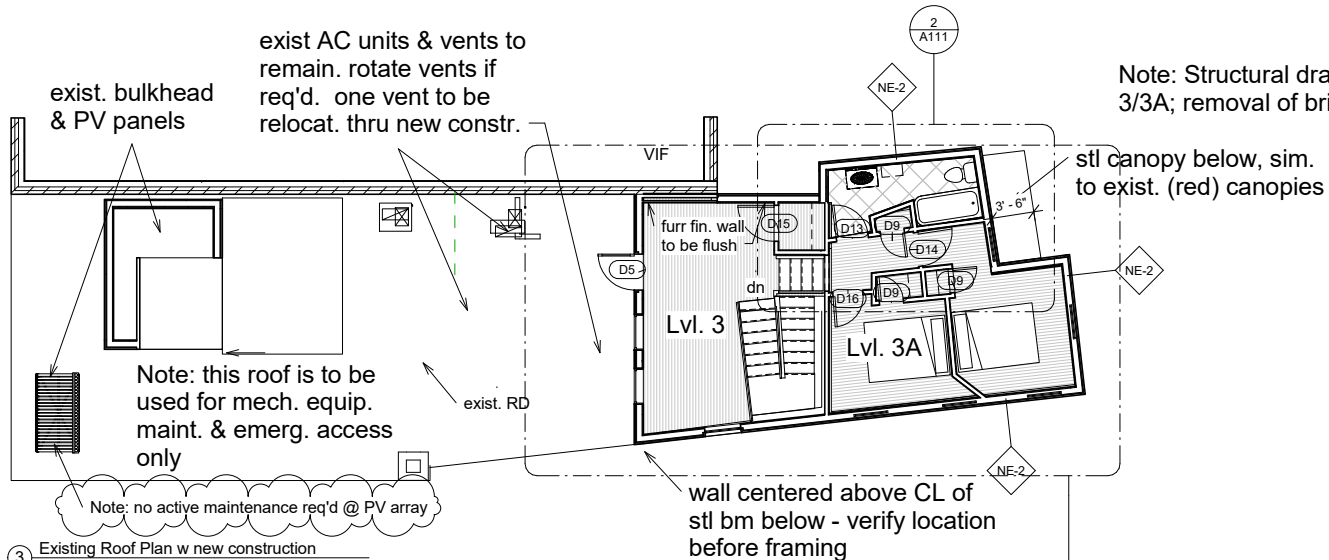 2
A111
exist AC units & vents to
remain. rotate vents if
req'd. one vent to be
relocat. thru new constr.
exist. bulkhead
& PV panels
NE-2
Note: Structural dra
3/3A; removal of bri
VIF
stl canopy below, sim.
to exist. (red) canopies
3' - 6"
furr fin. wall
to be flush
D15
D13
D9
D14
D5
dn
D16
D9
D9
NE-2
Lvl. 3
Lvl. 3A
Note: this roof is to be
used for mech. equip.
maint. & emerg. access
only
exist. RD
NE-2
Note: no active maintenance req'd @ PV array
wall centered above CL of
stl bm below - verify location
before framing
3 Existing Roof Plan w new construction